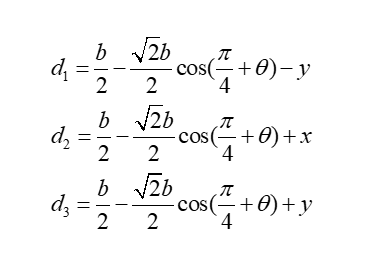 d₁ = b/2 − √2b/2 cos(π/4 + θ) − y
d₂ = b/2 − √2b/2 cos(π/4 + θ) + x
d₃ = b/2 − √2b/2 cos(π/4 + θ) + y